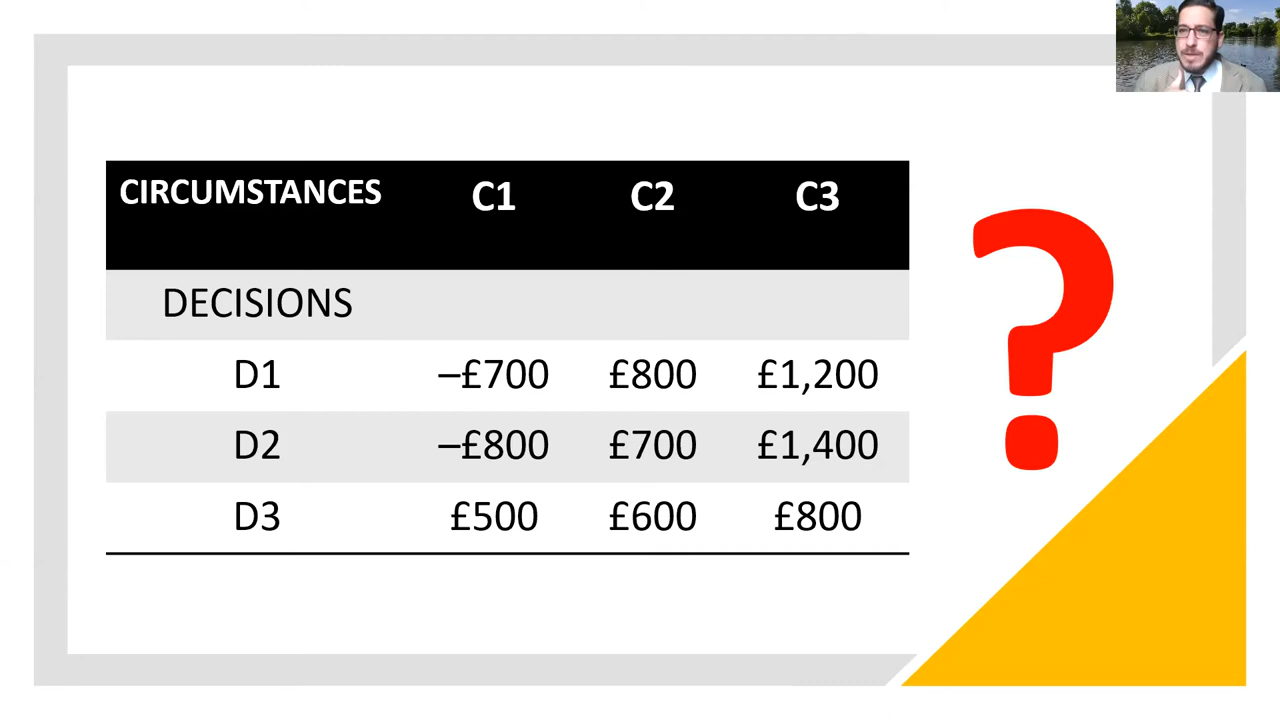 CIRCUMSTANCES C1 C2 C3
DECISIONS
D1 –£700 £800 £1,200
D2 –£800 £700 £1,400
D3 £500 £600 £800
?